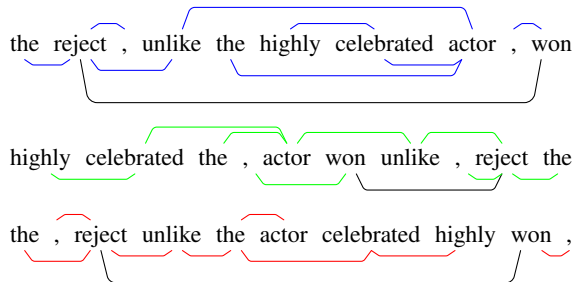 the reject , unlike the highly celebrated actor , won
highly celebrated the , actor won unlike , reject the
the , reject unlike the actor celebrated highly won ,